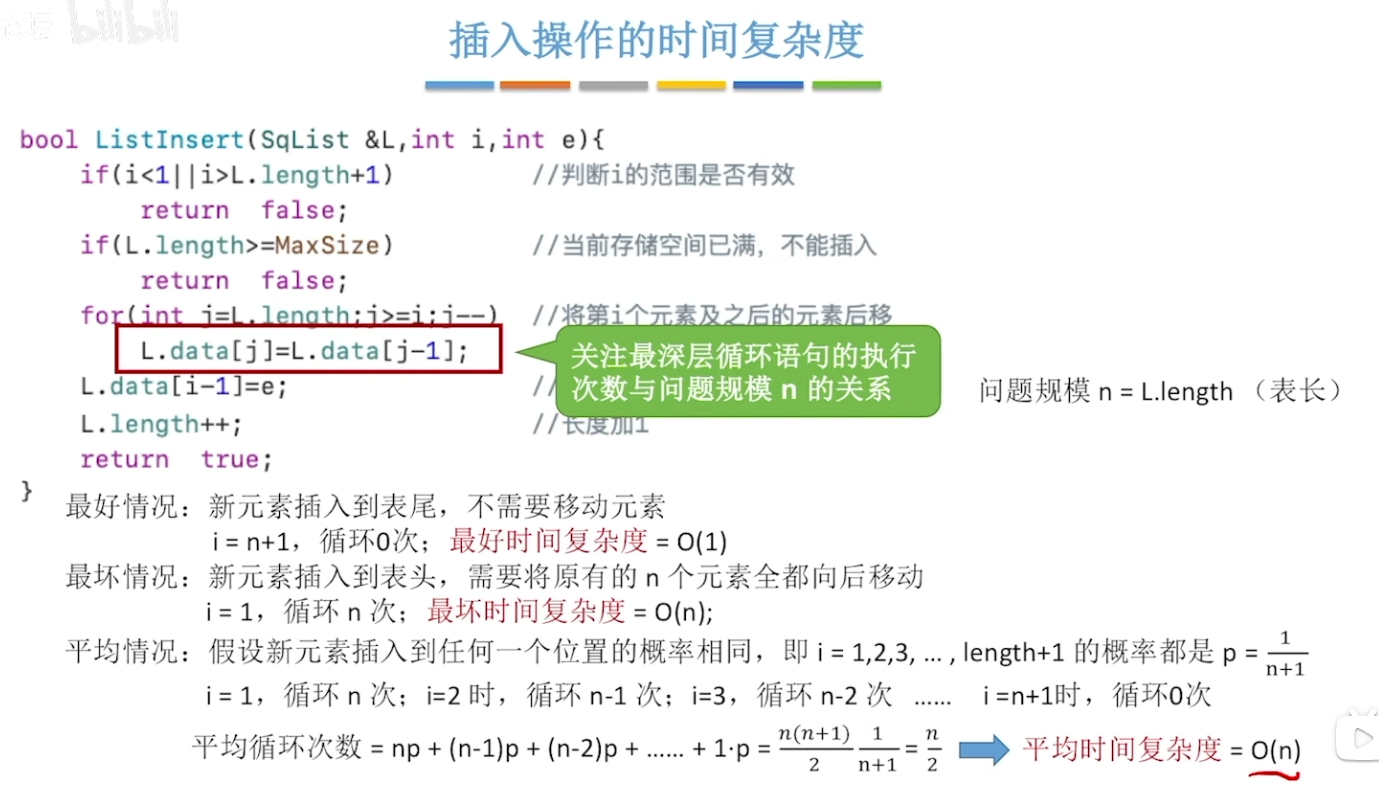 bilibili
插入操作的时间复杂度
bool ListInsert(SqList &L,int i,int e){
if(i<1||i>L.length+1) //判断i的范围是否有效
return false;
if(L.length>=MaxSize) //当前存储空间已满，不能插入
return false;
for(int j=L.length;j>=i;j--) //将第i个元素及之后的元素后移
L.data[j]=L.data[j-1];
关注最深层循环语句的执行
次数与问题规模 n 的关系
L.data[i-1]=e; //
问题规模 n = L.length （表长）
L.length++; //长度加1
return true;
}
最好情况：新元素插入到表尾，不需要移动元素
i = n+1，循环0次；最好时间复杂度 = O(1)
最坏情况：新元素插入到表头，需要将原有的 n 个元素全都向后移动
i = 1，循环 n 次；最坏时间复杂度 = O(n);
平均情况：假设新元素插入到任何一个位置的概率相同，即 i = 1,2,3, … , length+1 的概率都是 p = 1/(n+1)
i = 1，循环 n 次；i=2 时，循环 n-1 次；i=3，循环 n-2 次 …… i =n+1时，循环0次
平均循环次数 = np + (n-1)p + (n-2)p + …… + 1·p = n(n+1)/2 1/(n+1) = n/2 平均时间复杂度 = O(n)